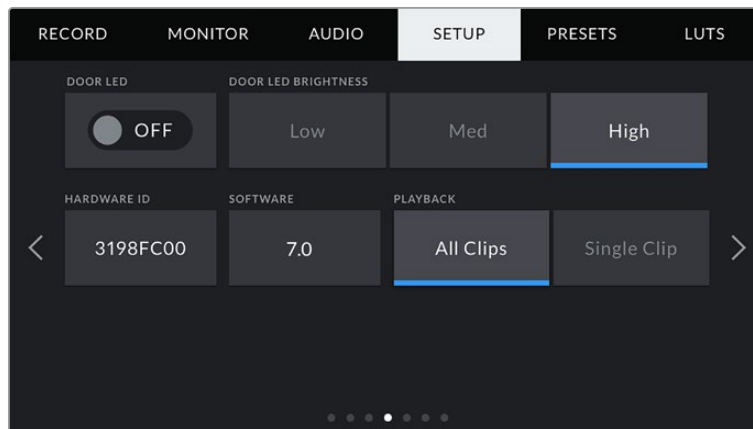 RECORD MONITOR AUDIO SETUP PRESETS LUTS
DOOR LED DOOR LED BRIGHTNESS
OFF Low Med High
HARDWARE ID SOFTWARE PLAYBACK
3198FC00 7.0 All Clips Single Clip